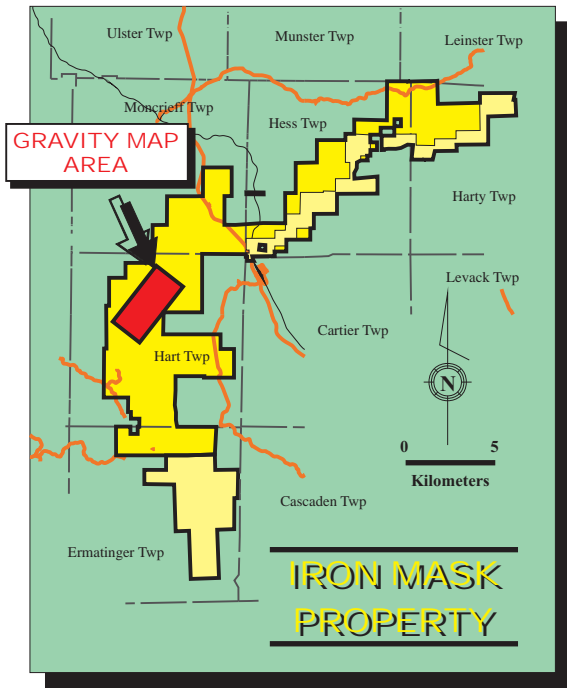 Ulster Twp
Munster Twp
Leinster Twp
Moncrieff Twp
Hess Twp
GRAVITY MAP
AREA
Harty Twp
Levack Twp
Cartier Twp
Hart Twp
N
0 5
Kilometers
Cascaden Twp
Ermatinger Twp
IRON MASK
PROPERTY